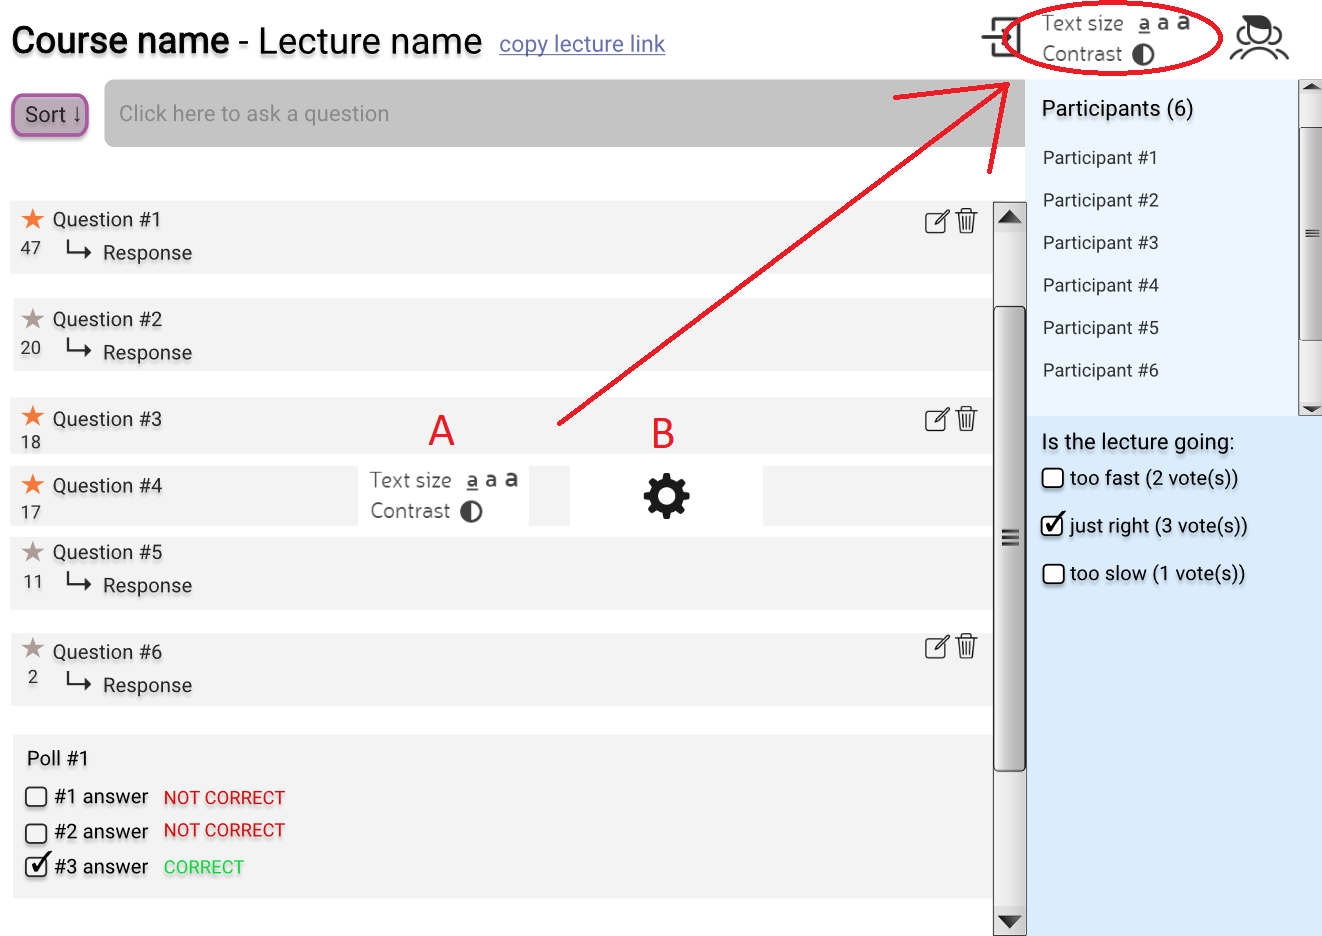 Course name - Lecture name copy lecture link
Text size a a a
Contrast
Sort ↓ Click here to ask a question
Question #1
47 Response
Question #2
20 Response
Question #3
18
A B
Question #4
17
Text size a a a
Contrast
Question #5
11 Response
Question #6
2 Response
Poll #1
#1 answer NOT CORRECT
#2 answer NOT CORRECT
#3 answer CORRECT
Participants (6)
Participant #1
Participant #2
Participant #3
Participant #4
Participant #5
Participant #6
Is the lecture going:
too fast (2 vote(s))
just right (3 vote(s))
too slow (1 vote(s))